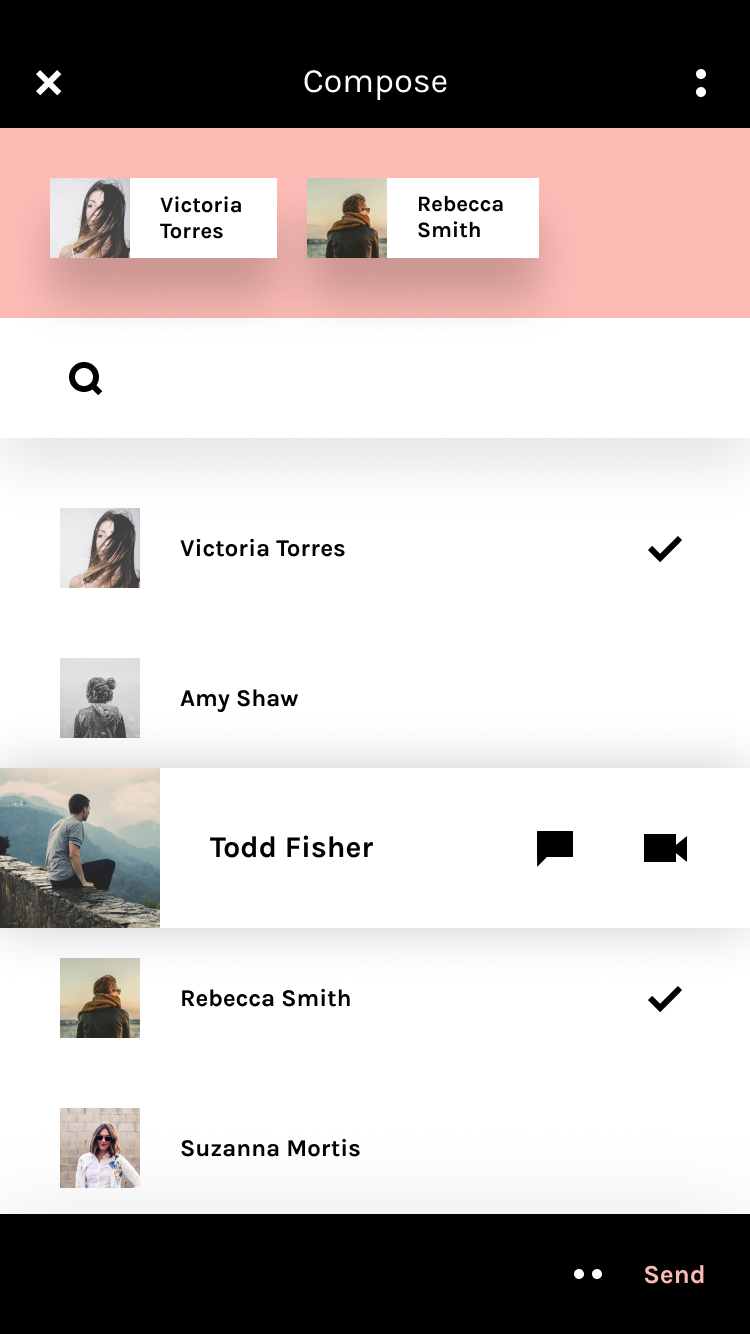 Compose
Victoria
Torres
Rebecca
Smith
Victoria Torres
Amy Shaw
Todd Fisher
Rebecca Smith
Suzanna Mortis
Send